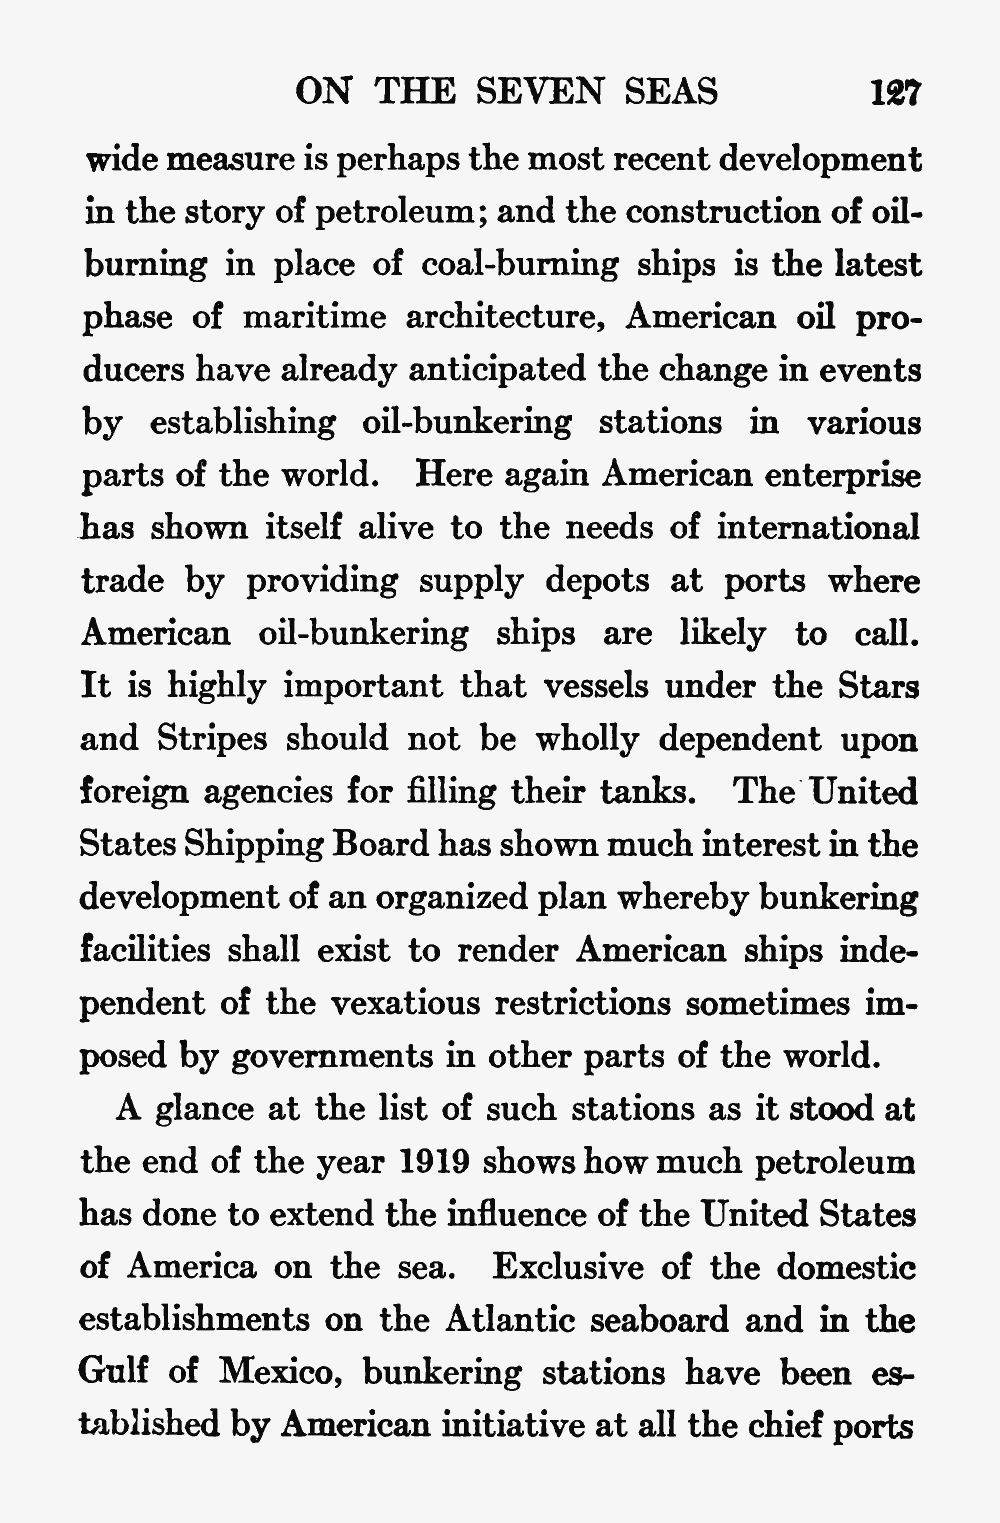 ON THE SEVEN SEAS 127
wide measure is perhaps the most recent development
in the story of petroleum; and the construction of oil-
burning in place of coal-burning ships is the latest
phase of maritime architecture, American oil pro-
ducers have already anticipated the change in events
by establishing oil-bunkering stations in various
parts of the world. Here again American enterprise
has shown itself alive to the needs of international
trade by providing supply depots at ports where
American oil-bunkering ships are likely to call.
It is highly important that vessels under the Stars
and Stripes should not be wholly dependent upon
foreign agencies for filling their tanks. The United
States Shipping Board has shown much interest in the
development of an organized plan whereby bunkering
facilities shall exist to render American ships inde-
pendent of the vexatious restrictions sometimes im-
posed by governments in other parts of the world.
A glance at the list of such stations as it stood at
the end of the year 1919 shows how much petroleum
has done to extend the influence of the United States
of America on the sea. Exclusive of the domestic
establishments on the Atlantic seaboard and in the
Gulf of Mexico, bunkering stations have been es-
tablished by American initiative at all the chief ports